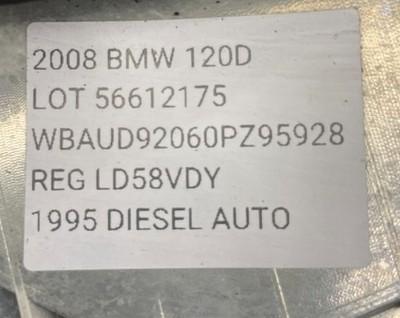 2008 BMW 120D
LOT 56612175
WBAUD92060PZ95928
REG LD58VDY
1995 DIESEL AUTO